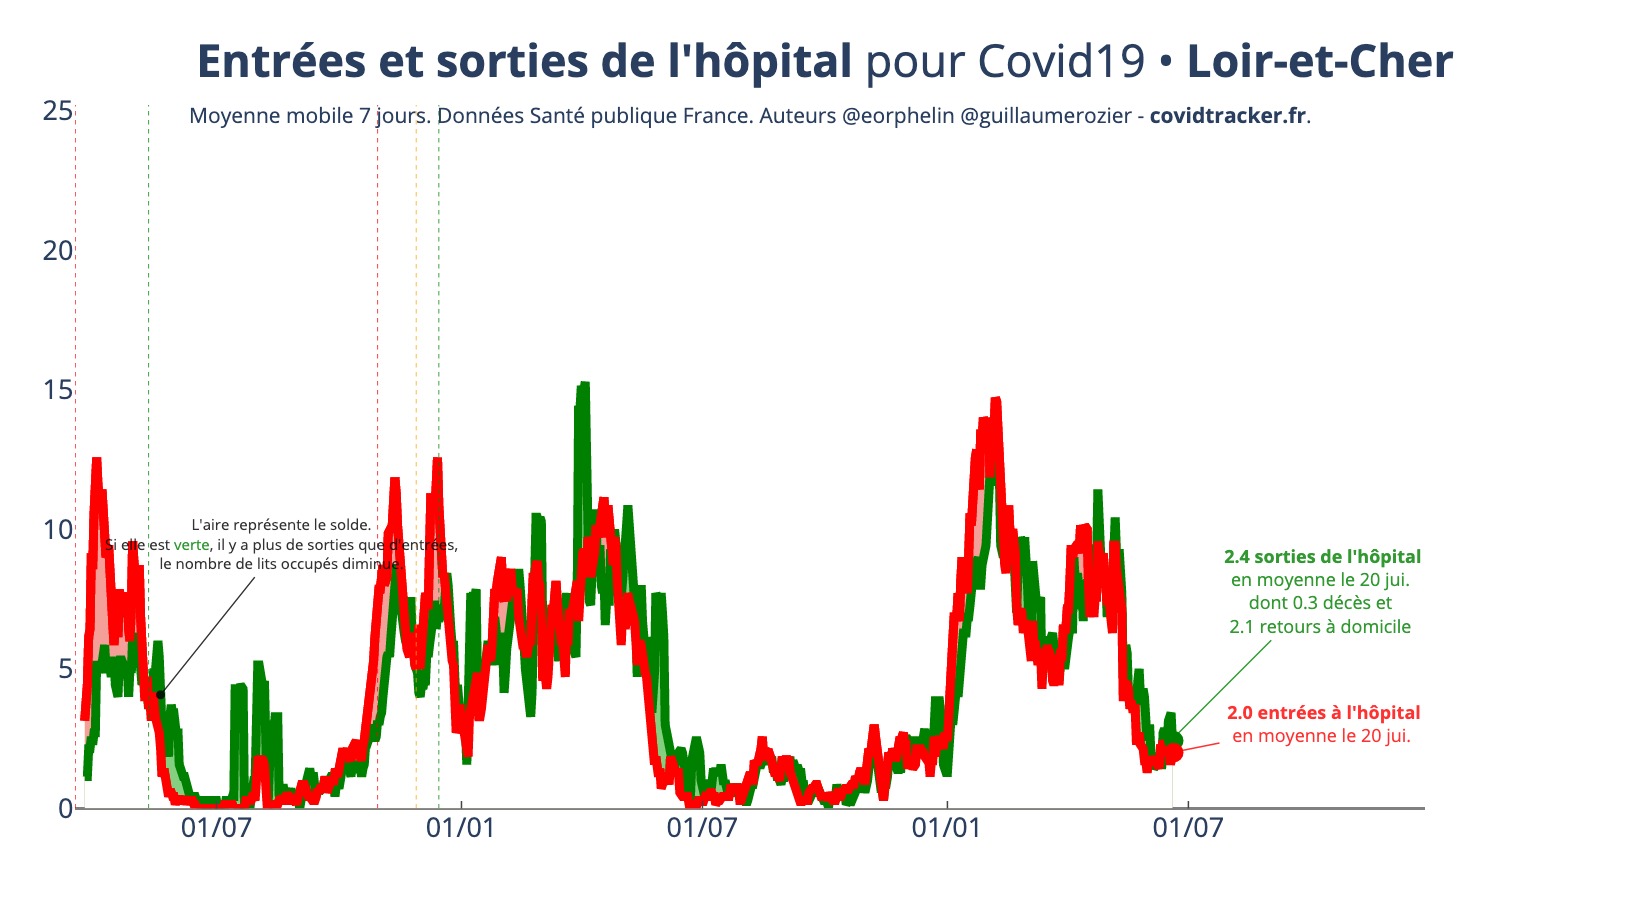 Entrées et sorties de l'hôpital pour Covid19 • Loir-et-Cher
Moyenne mobile 7 jours. Données Santé publique France. Auteurs @eorphelin @guillaumerozier - covidtracker.fr.
25
20
15
10
5
0
L'aire représente le solde.
Si elle est verte, il y a plus de sorties que d'entrées,
le nombre de lits occupés diminue.
2.4 sorties de l'hôpital
en moyenne le 20 jui.
dont 0.3 décès et
2.1 retours à domicile
2.0 entrées à l'hôpital
en moyenne le 20 jui.
01/07 01/01 01/07 01/01 01/07